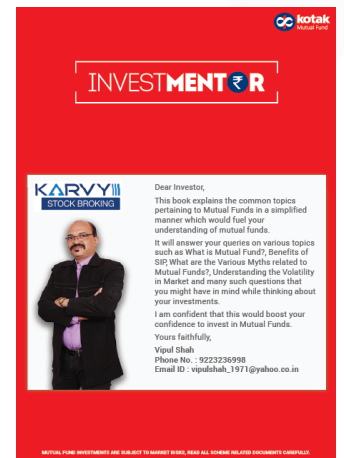 kotak
Mutual Fund
INVESTMENT₹R
KARVY
STOCK BROKING
Dear Investor,
This book explains the common topics
pertaining to Mutual Funds in a simplified
manner which would fuel your
understanding of mutual funds.
It will answer your queries on various topics
such as What is Mutual Fund?, Benefits of
SIP, What are the Various Myths related to
Mutual Funds?, Understanding the Volatility
in Market and many such questions that
you might have in mind while thinking about
your investments.
I am confident that this would boost your
confidence to invest in Mutual Funds.
Yours faithfully,
Vipul Shah
Phone No. : 9223236998
Email ID : vipulshah_1971@yahoo.co.in
MUTUAL FUND INVESTMENTS ARE SUBJECT TO MARKET RISKS, READ ALL SCHEME RELATED DOCUMENTS CAREFULLY.